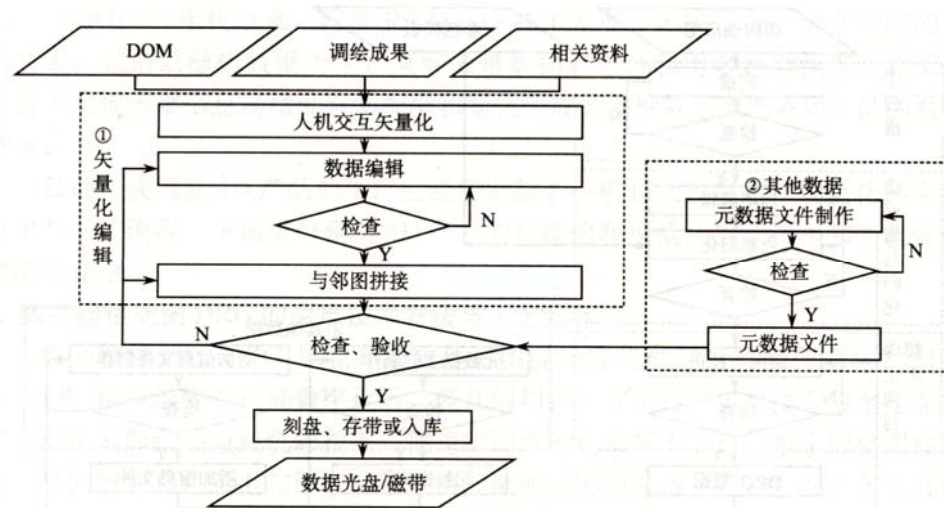 DOM
调绘成果
相关资料
①矢量化编辑
人机交互矢量化
数据编辑
检查
N
Y
与邻图拼接
②其他数据
元数据文件制作
检查
N
Y
元数据文件
N
检查、验收
Y
刻盘、存带或入库
数据光盘/磁带